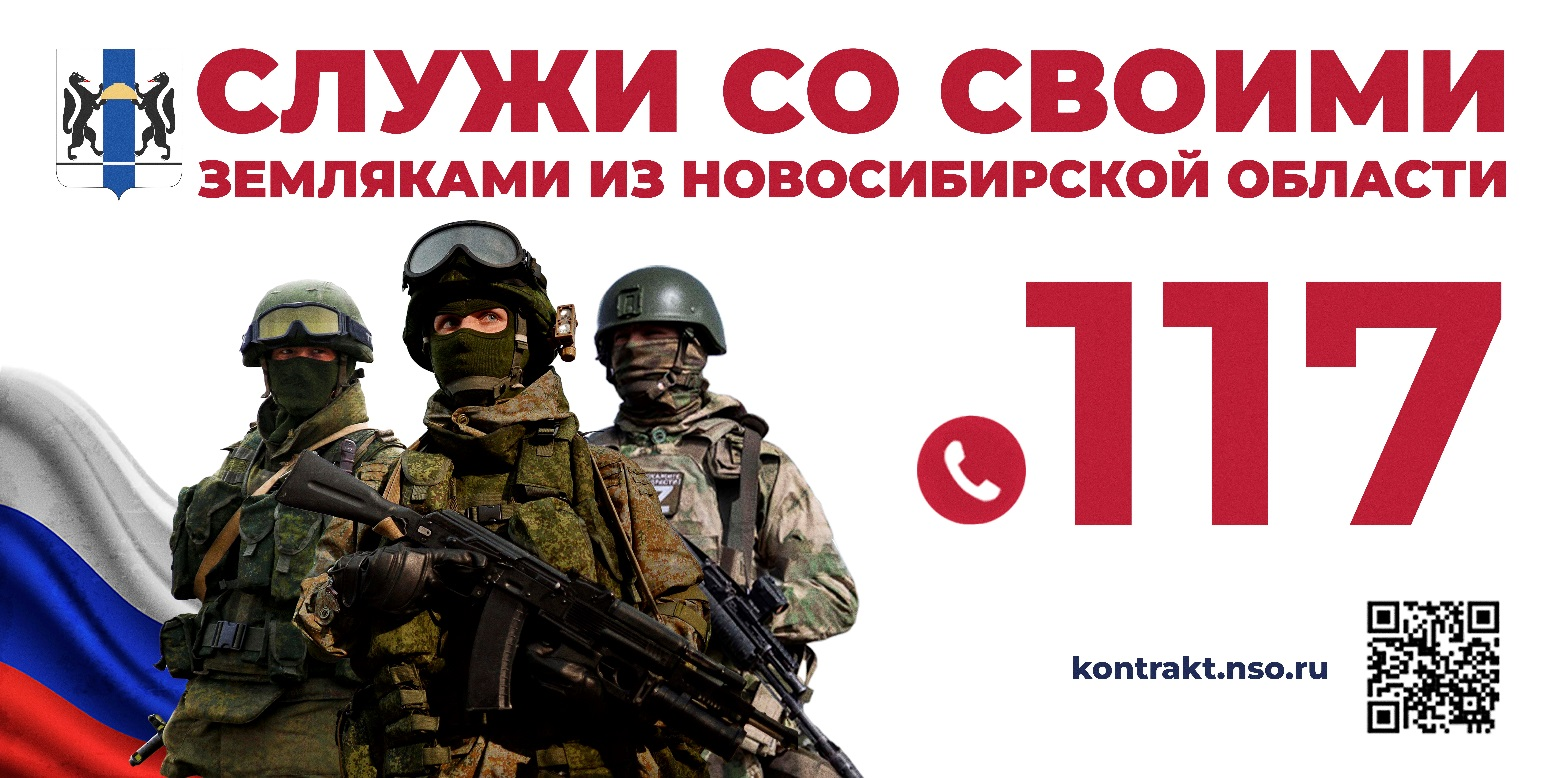 СЛУЖИ СО СВОИМИ
ЗЕМЛЯКАМИ ИЗ НОВОСИБИРСКОЙ ОБЛАСТИ
117
Z
kontrakt.nso.ru